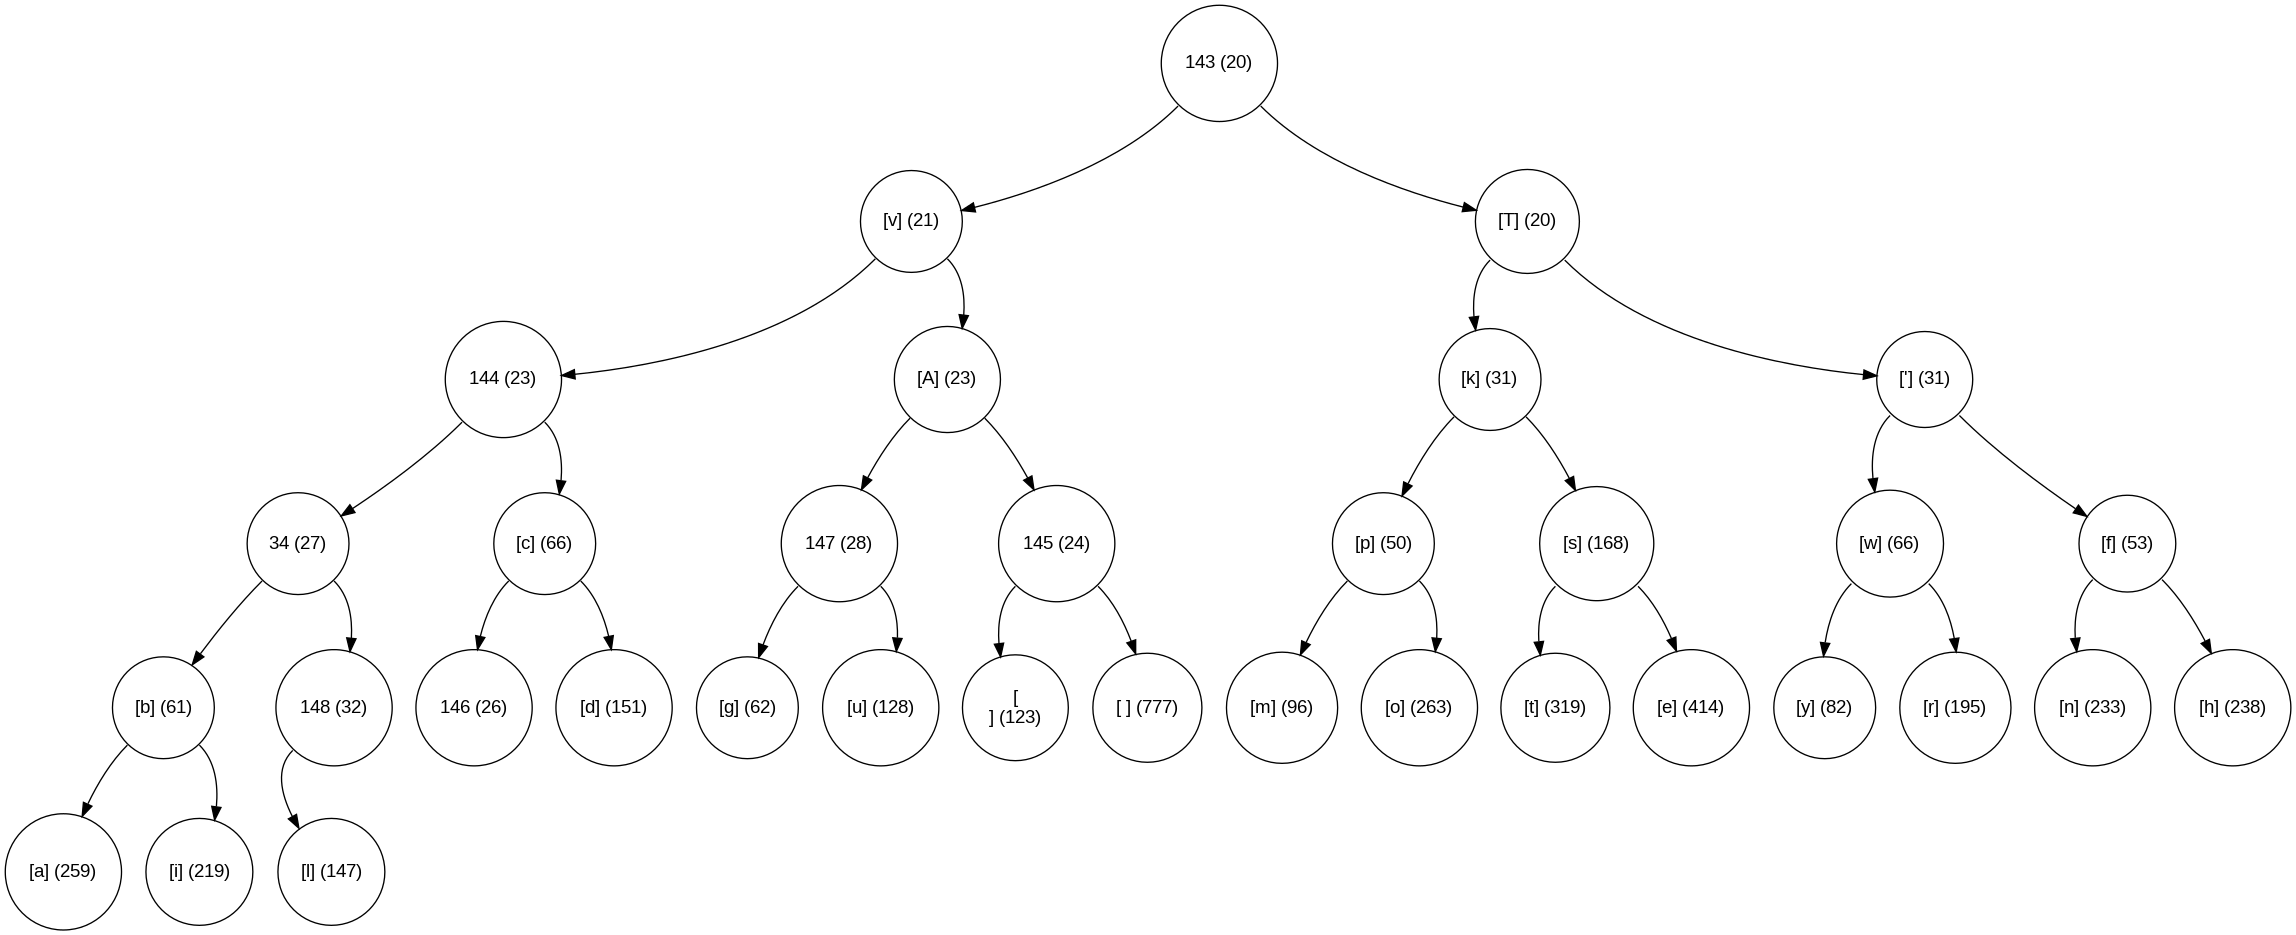 143 (20)
[v] (21)
[T] (20)
144 (23)
[A] (23)
[k] (31)
['] (31)
34 (27)
[c] (66)
147 (28)
145 (24)
[p] (50)
[s] (168)
[w] (66)
[f] (53)
[b] (61)
148 (32)
146 (26)
[d] (151)
[g] (62)
[u] (128)
[
] (123)
[ ] (777)
[m] (96)
[o] (263)
[t] (319)
[e] (414)
[y] (82)
[r] (195)
[n] (233)
[h] (238)
[a] (259)
[i] (219)
[l] (147)